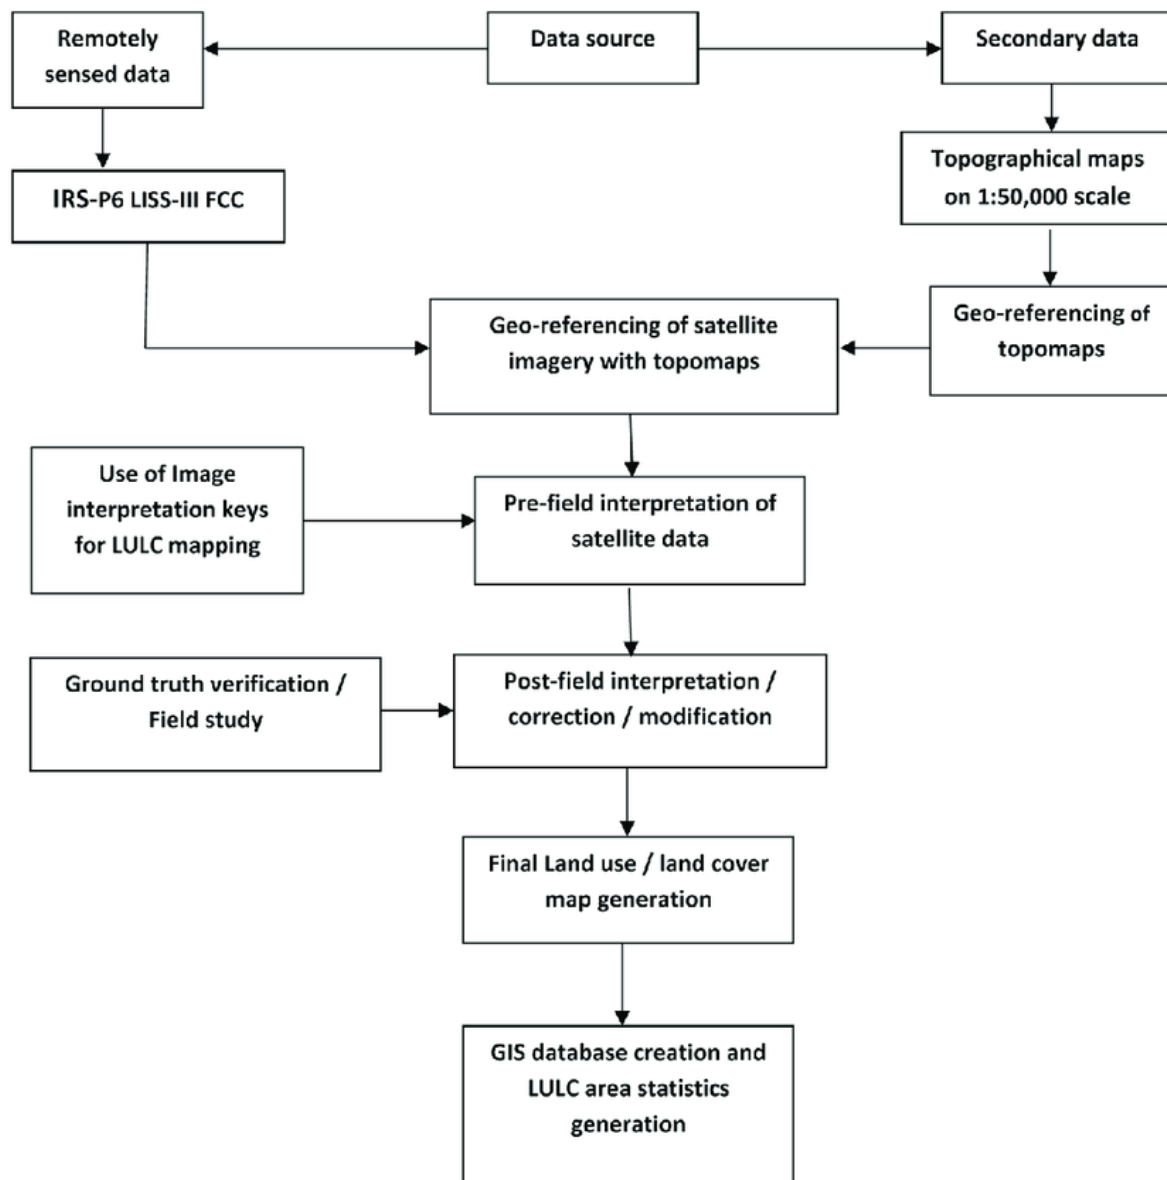 Remotely
sensed data
Data source
Secondary data
IRS-P6 LISS-III FCC
Topographical maps
on 1:50,000 scale
Geo-referencing of satellite
imagery with topomaps
Geo-referencing of
topomaps
Use of Image
interpretation keys
for LULC mapping
Pre-field interpretation of
satellite data
Ground truth verification /
Field study
Post-field interpretation /
correction / modification
Final Land use / land cover
map generation
GIS database creation and
LULC area statistics
generation